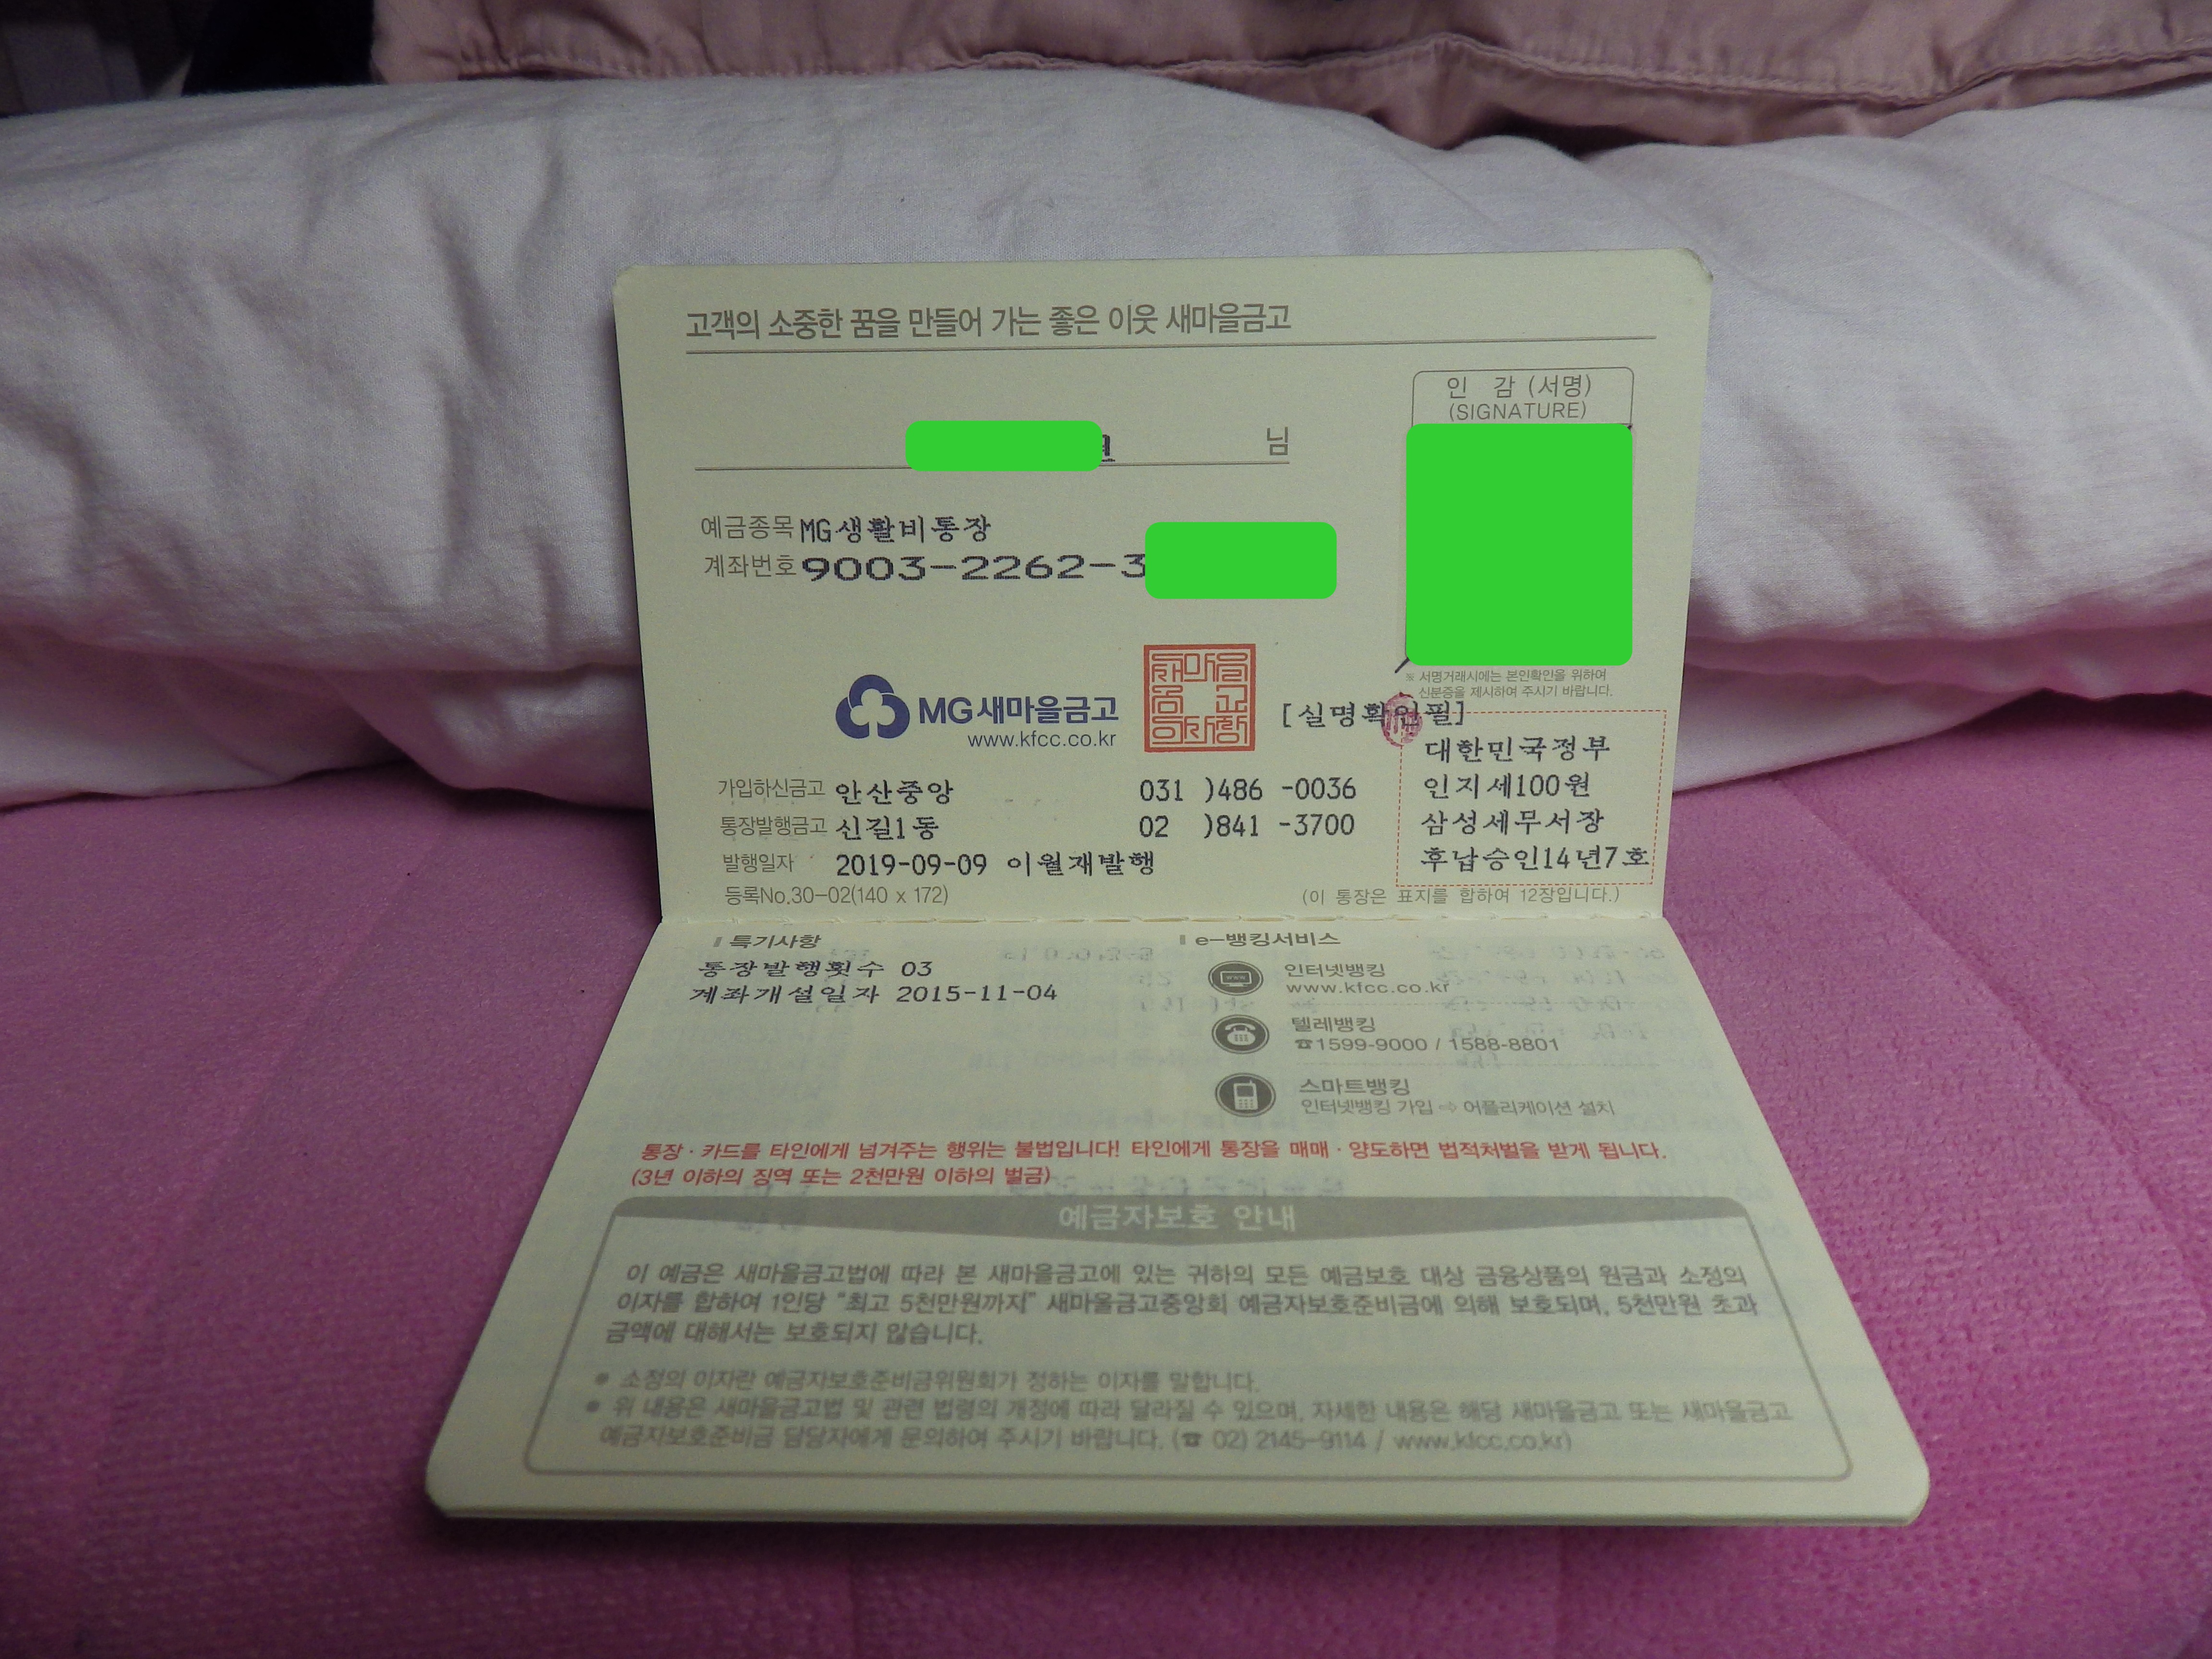 고객의 소중한 꿈을 만들어 가는 좋은 이웃 새마을금고
인 감 (서명)
(SIGNATURE)
님
예금종목 MG생활비통장
계좌번호 9003-2262-3
※ 서명거래시에는 본인확인을 위하여
신분증을 제시하여 주시기 바랍니다.
MG새마을금고
www.kfcc.co.kr
[실명확인필]
대한민국정부
인지세100원
삼성세무서장
후납승인14년7호
가입하신금고 안산중앙 031 )486 -0036
통장발행금고 신길1동 02 )841 -3700
발행일자 2019-09-09 이월재발행
등록No.30-02(140 x 172)
(이 통장은 표지를 합하여 12장입니다.)
특기사항
통장발행횟수 03
계좌개설일자 2015-11-04
e-뱅킹서비스
인터넷뱅킹
www.kfcc.co.kr
텔레뱅킹
☎1599-9000 / 1588-8801
스마트뱅킹
인터넷뱅킹 가입 ⇨ 어플리케이션 설치
통장 · 카드를 타인에게 넘겨주는 행위는 불법입니다! 타인에게 통장을 매매 · 양도하면 법적처벌을 받게 됩니다.
(3년 이하의 징역 또는 2천만원 이하의 벌금)
예금자보호 안내
이 예금은 새마을금고법에 따라 본 새마을금고에 있는 귀하의 모든 예금보호 대상 금융상품의 원금과 소정의
이자를 합하여 1인당 "최고 5천만원까지" 새마을금고중앙회 예금자보호준비금에 의해 보호되며, 5천만원 초과
금액에 대해서는 보호되지 않습니다.
● 소정의 이자란 예금자보호준비금위원회가 정하는 이자를 말합니다.
● 위 내용은 새마을금고법 및 관련 법령의 개정에 따라 달라질 수 있으며, 자세한 내용은 해당 새마을금고 또는 새마을금고
예금자보호준비금 담당자에게 문의하여 주시기 바랍니다. (☎ 02) 2145-9114 / www.kfcc.co.kr)